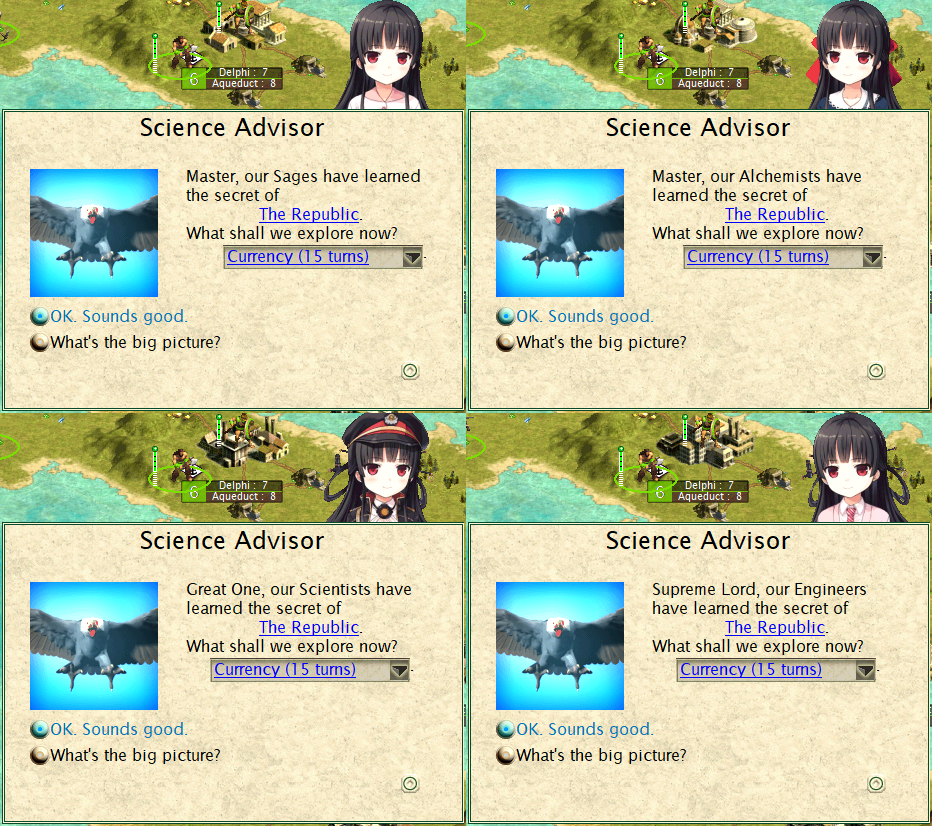 6
Delphi : 7
Aqueduct : 8
Science Advisor
Master, our Sages have learned
the secret of
The Republic.
What shall we explore now?
Currency (15 turns)
OK. Sounds good.
What's the big picture?
6
Delphi : 7
Aqueduct : 8
Science Advisor
Master, our Alchemists have
learned the secret of
The Republic.
What shall we explore now?
Currency (15 turns)
OK. Sounds good.
What's the big picture?
6
Delphi : 7
Aqueduct : 8
Science Advisor
Great One, our Scientists have
learned the secret of
The Republic.
What shall we explore now?
Currency (15 turns)
OK. Sounds good.
What's the big picture?
6
Delphi : 7
Aqueduct : 8
Science Advisor
Supreme Lord, our Engineers
have learned the secret of
The Republic.
What shall we explore now?
Currency (15 turns)
OK. Sounds good.
What's the big picture?